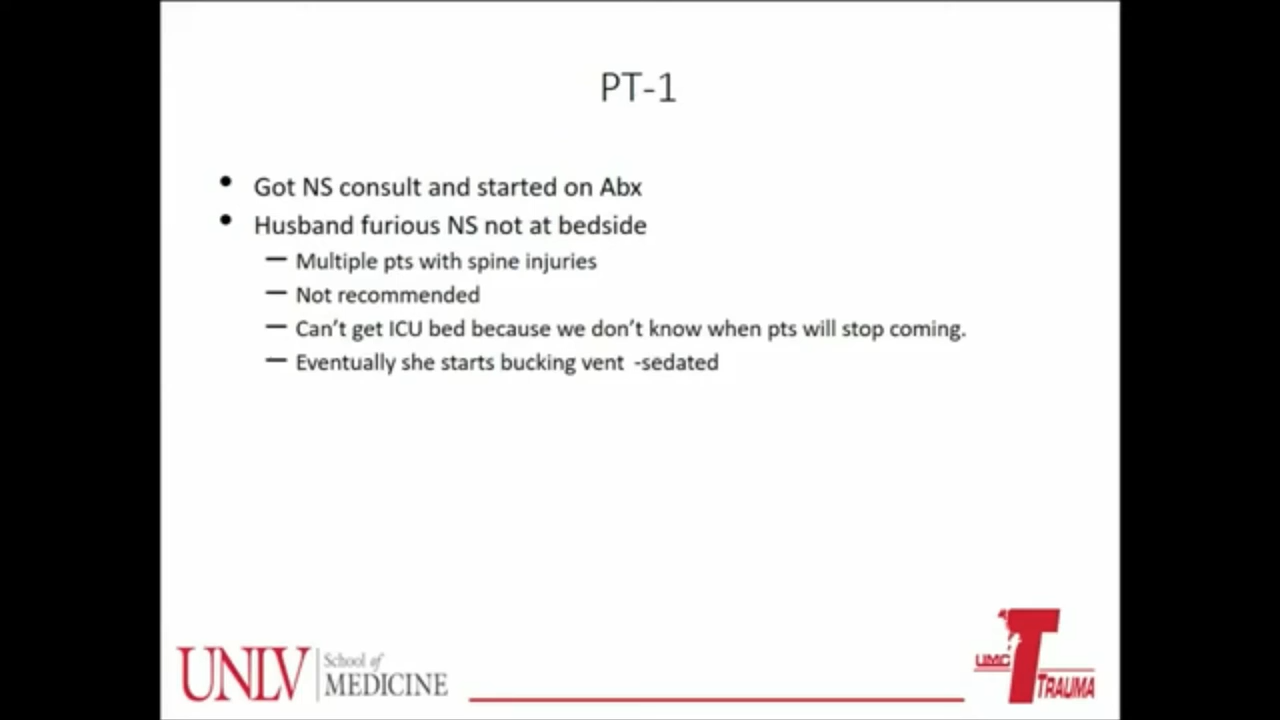 PT-1
• Got NS consult and started on Abx
• Husband furious NS not at bedside
— Multiple pts with spine injuries
— Not recommended
— Can't get ICU bed because we don't know when pts will stop coming.
— Eventually she starts bucking vent -sedated
UNLV School of MEDICINE
UMC TRAUMA